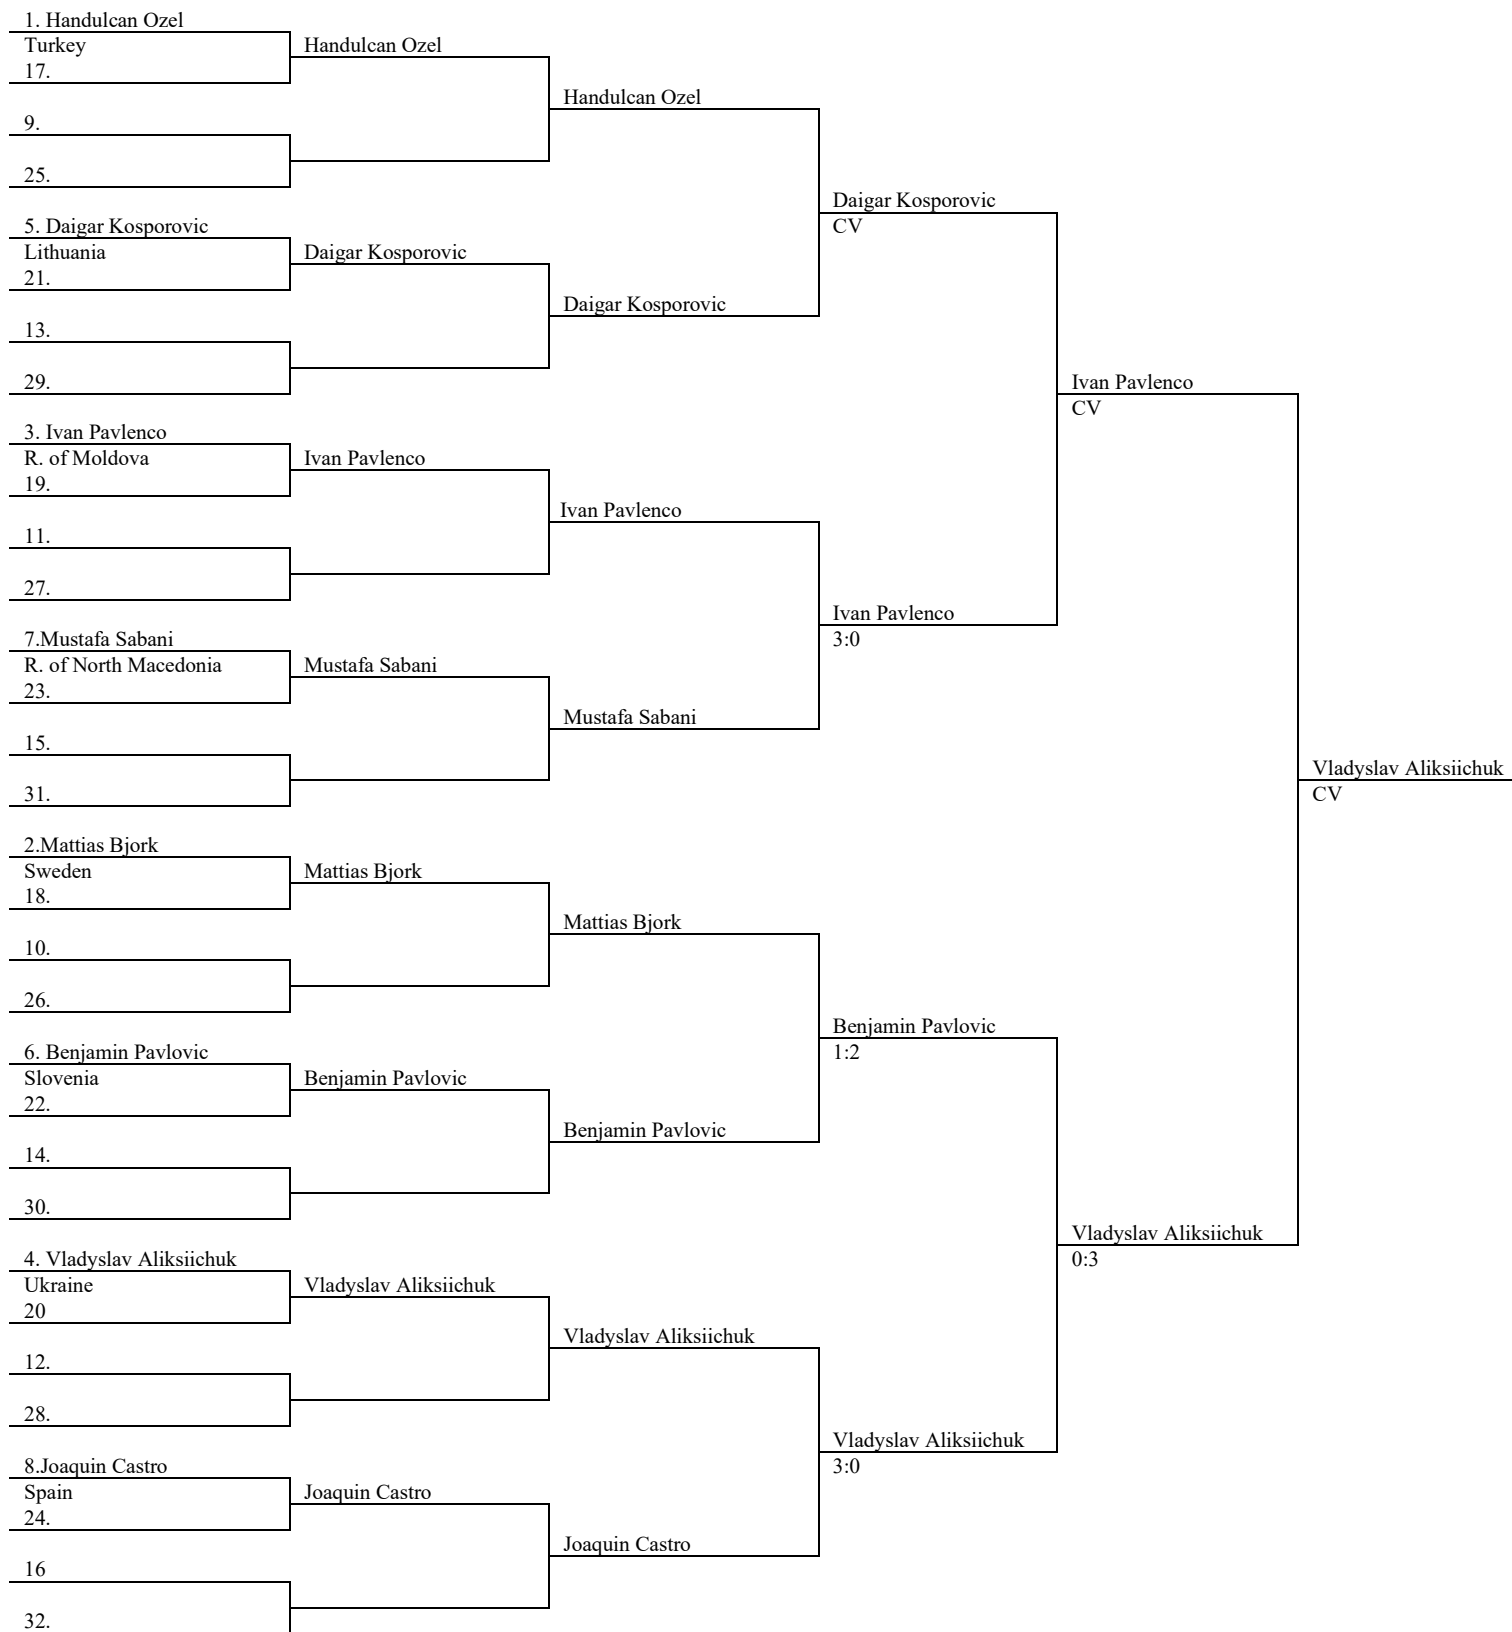 1. Handulcan Ozel
Turkey
Handulcan Ozel
17.
Handulcan Ozel
9.
25.
Daigar Kosporovic
CV
5. Daigar Kosporovic
Lithuania
Daigar Kosporovic
21.
Daigar Kosporovic
13.
29.
Ivan Pavlenco
CV
3. Ivan Pavlenco
R. of Moldova
Ivan Pavlenco
19.
Ivan Pavlenco
11.
27.
Ivan Pavlenco
3:0
7.Mustafa Sabani
R. of North Macedonia
Mustafa Sabani
23.
Mustafa Sabani
15.
31.
Vladyslav Aliksiichuk
CV
2.Mattias Bjork
Sweden
Mattias Bjork
18.
Mattias Bjork
10.
26.
Benjamin Pavlovic
1:2
6. Benjamin Pavlovic
Slovenia
Benjamin Pavlovic
22.
Benjamin Pavlovic
14.
30.
Vladyslav Aliksiichuk
0:3
4. Vladyslav Aliksiichuk
Ukraine
Vladyslav Aliksiichuk
20
Vladyslav Aliksiichuk
12.
28.
Vladyslav Aliksiichuk
3:0
8.Joaquin Castro
Spain
Joaquin Castro
24.
Joaquin Castro
16
32.